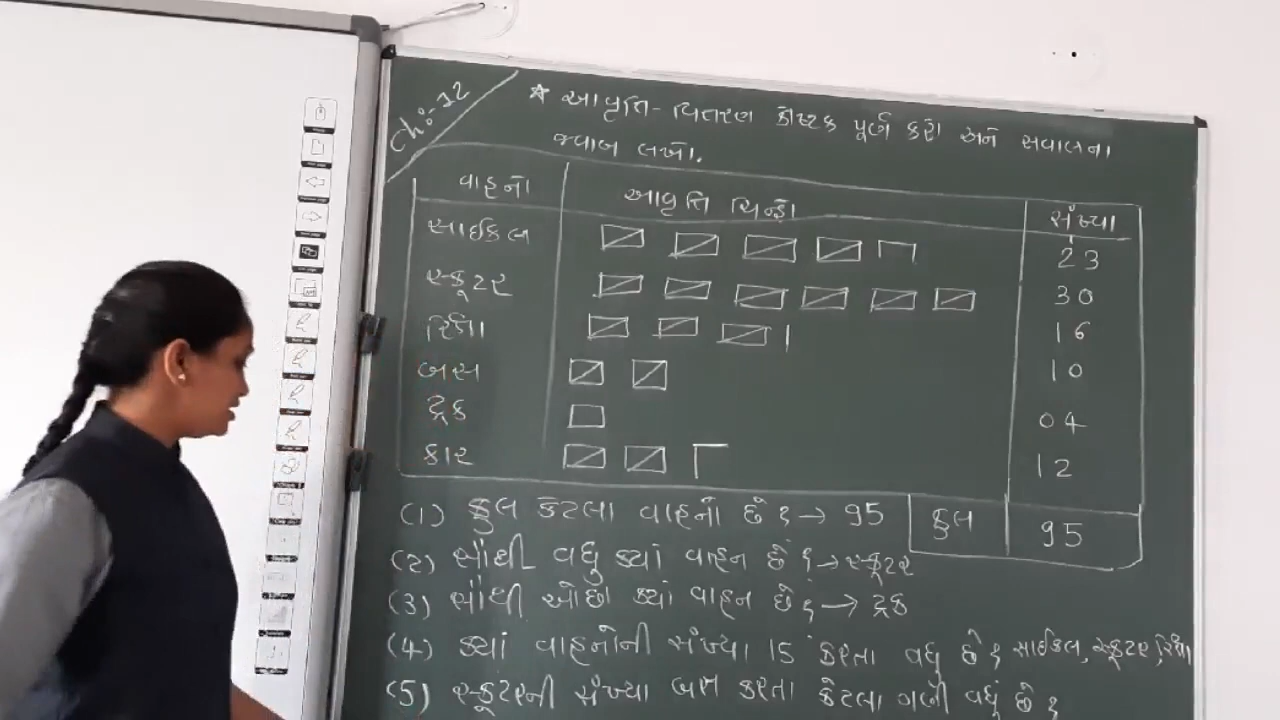 Ch:-12
* આવૃત્તિ-વિતરણ કોષ્ટક પૂર્ણ કરો અને સવાલના
જવાબ લખો.
વાહનો આવૃત્તિ ચિન્હો સંખ્યા
સાઈકલ 23
સ્કૂટર 30
રિક્ષા 16
બસ 10
ટ્રક 04
કાર 12
કુલ 95
(1) કુલ કેટલા વાહનો છે ? → 95
(2) સૌથી વધુ ક્યાં વાહન છે ? → સ્કૂટર
(3) સૌથી ઓછા ક્યાં વાહન છે ? → ટ્રક
(4) ક્યાં વાહનોની સંખ્યા 15 કરતા વધુ છે ? સાઈકલ, સ્કૂટર, રિક્ષા
(5) સ્કૂટરની સંખ્યા બસ કરતા કેટલા ગણી વધું છે ?